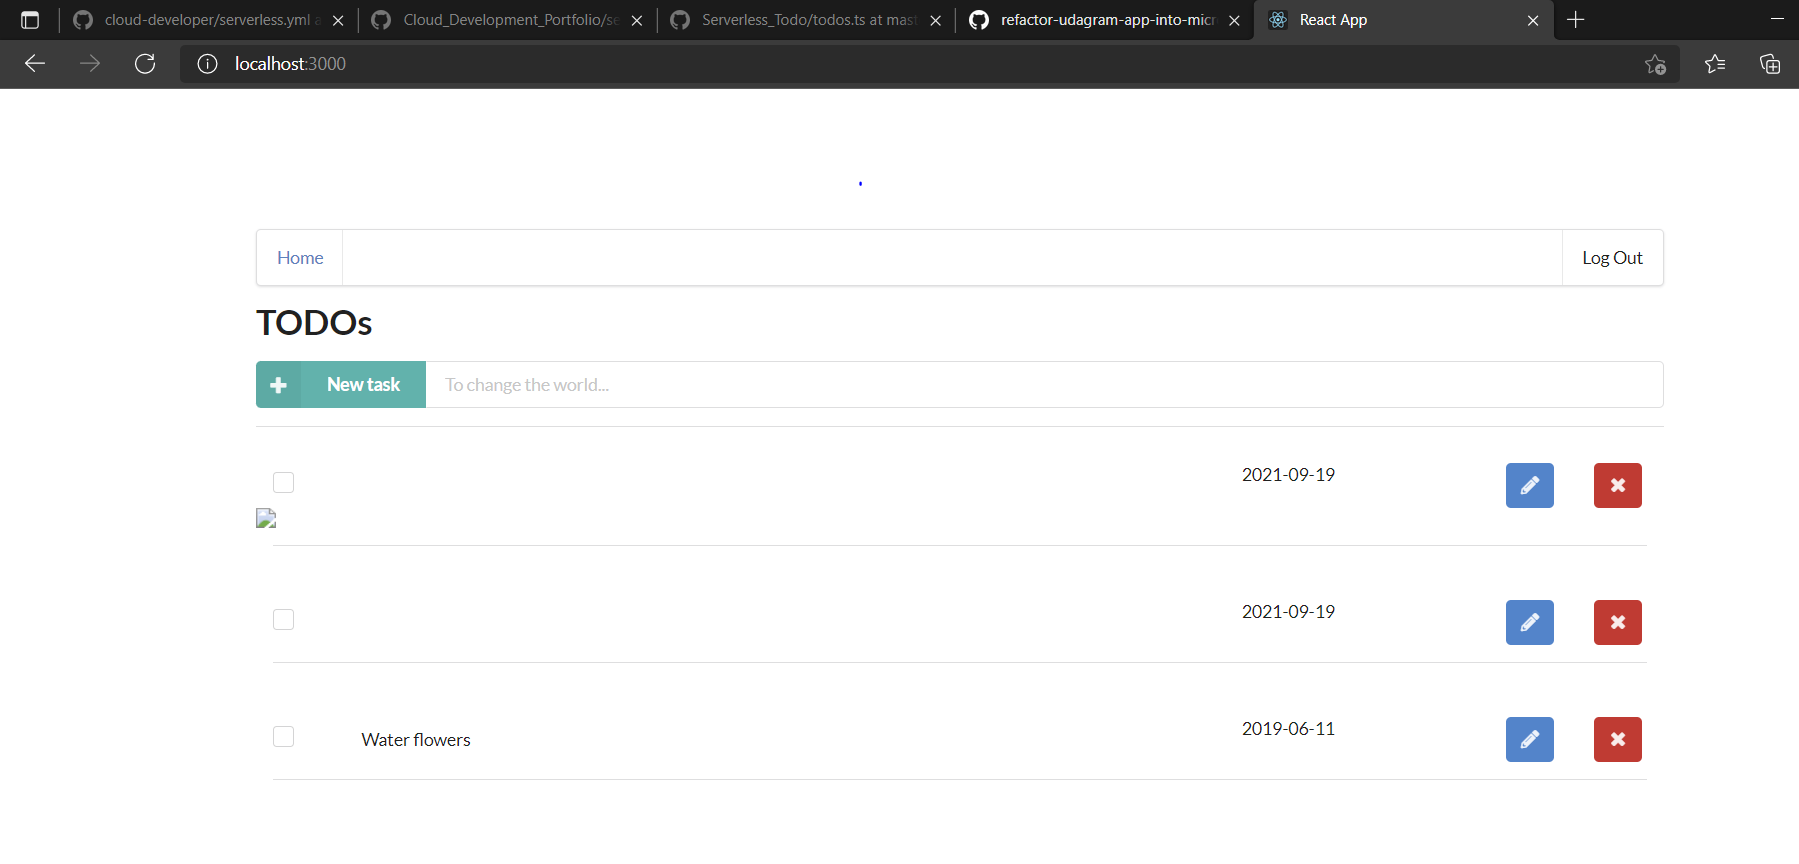 cloud-developer/serverless.yml a
Cloud_Development_Portfolio/se
Serverless_Todo/todos.ts at mast
refactor-udagram-app-into-micr
React App
localhost:3000
Home
Log Out
TODOs
New task
To change the world...
2021-09-19
2021-09-19
Water flowers
2019-06-11